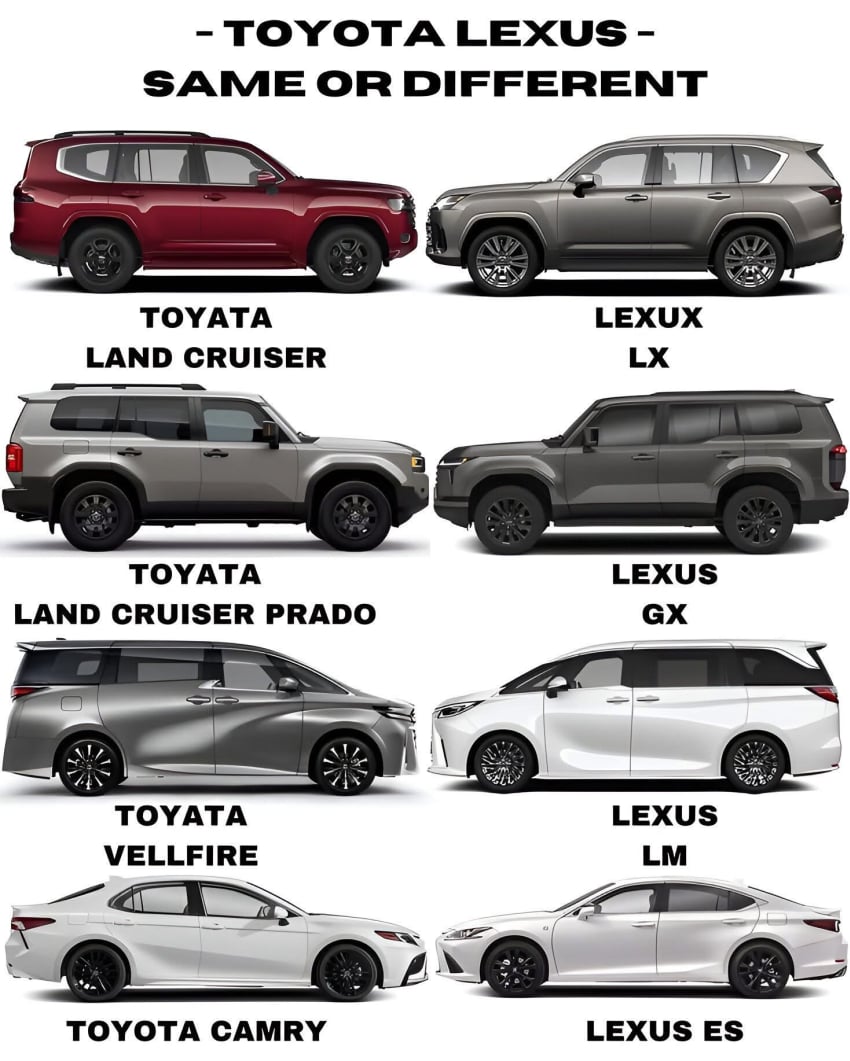 - TOYOTA LEXUS -
SAME OR DIFFERENT
TOYATA
LAND CRUISER
LEXUX
LX
TOYATA
LAND CRUISER PRADO
LEXUS
GX
TOYATA
VELLFIRE
LEXUS
LM
TOYOTA CAMRY
LEXUS ES